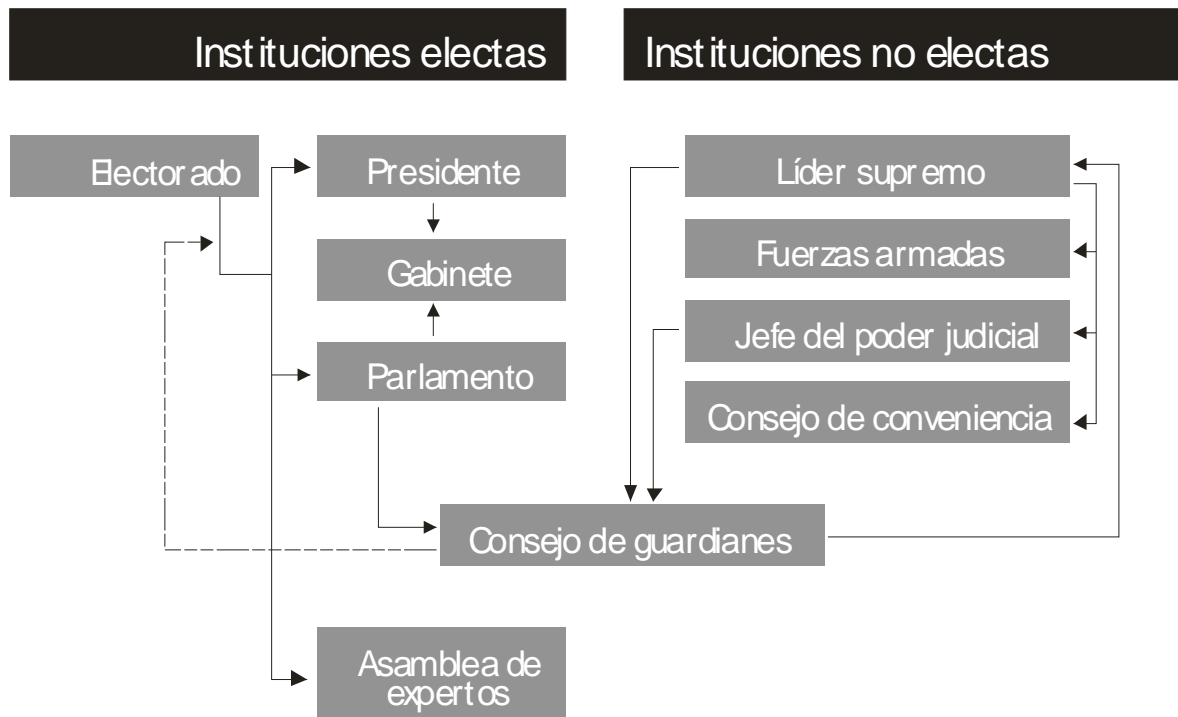 Instituciones electas
Instituciones no electas
Electorado
Presidente
Gabinete
Parlamento
Líder supremo
Fuerzas armadas
Jefe del poder judicial
Consejo de conveniencia
Consejo de guardianes
Asamblea de
expertos